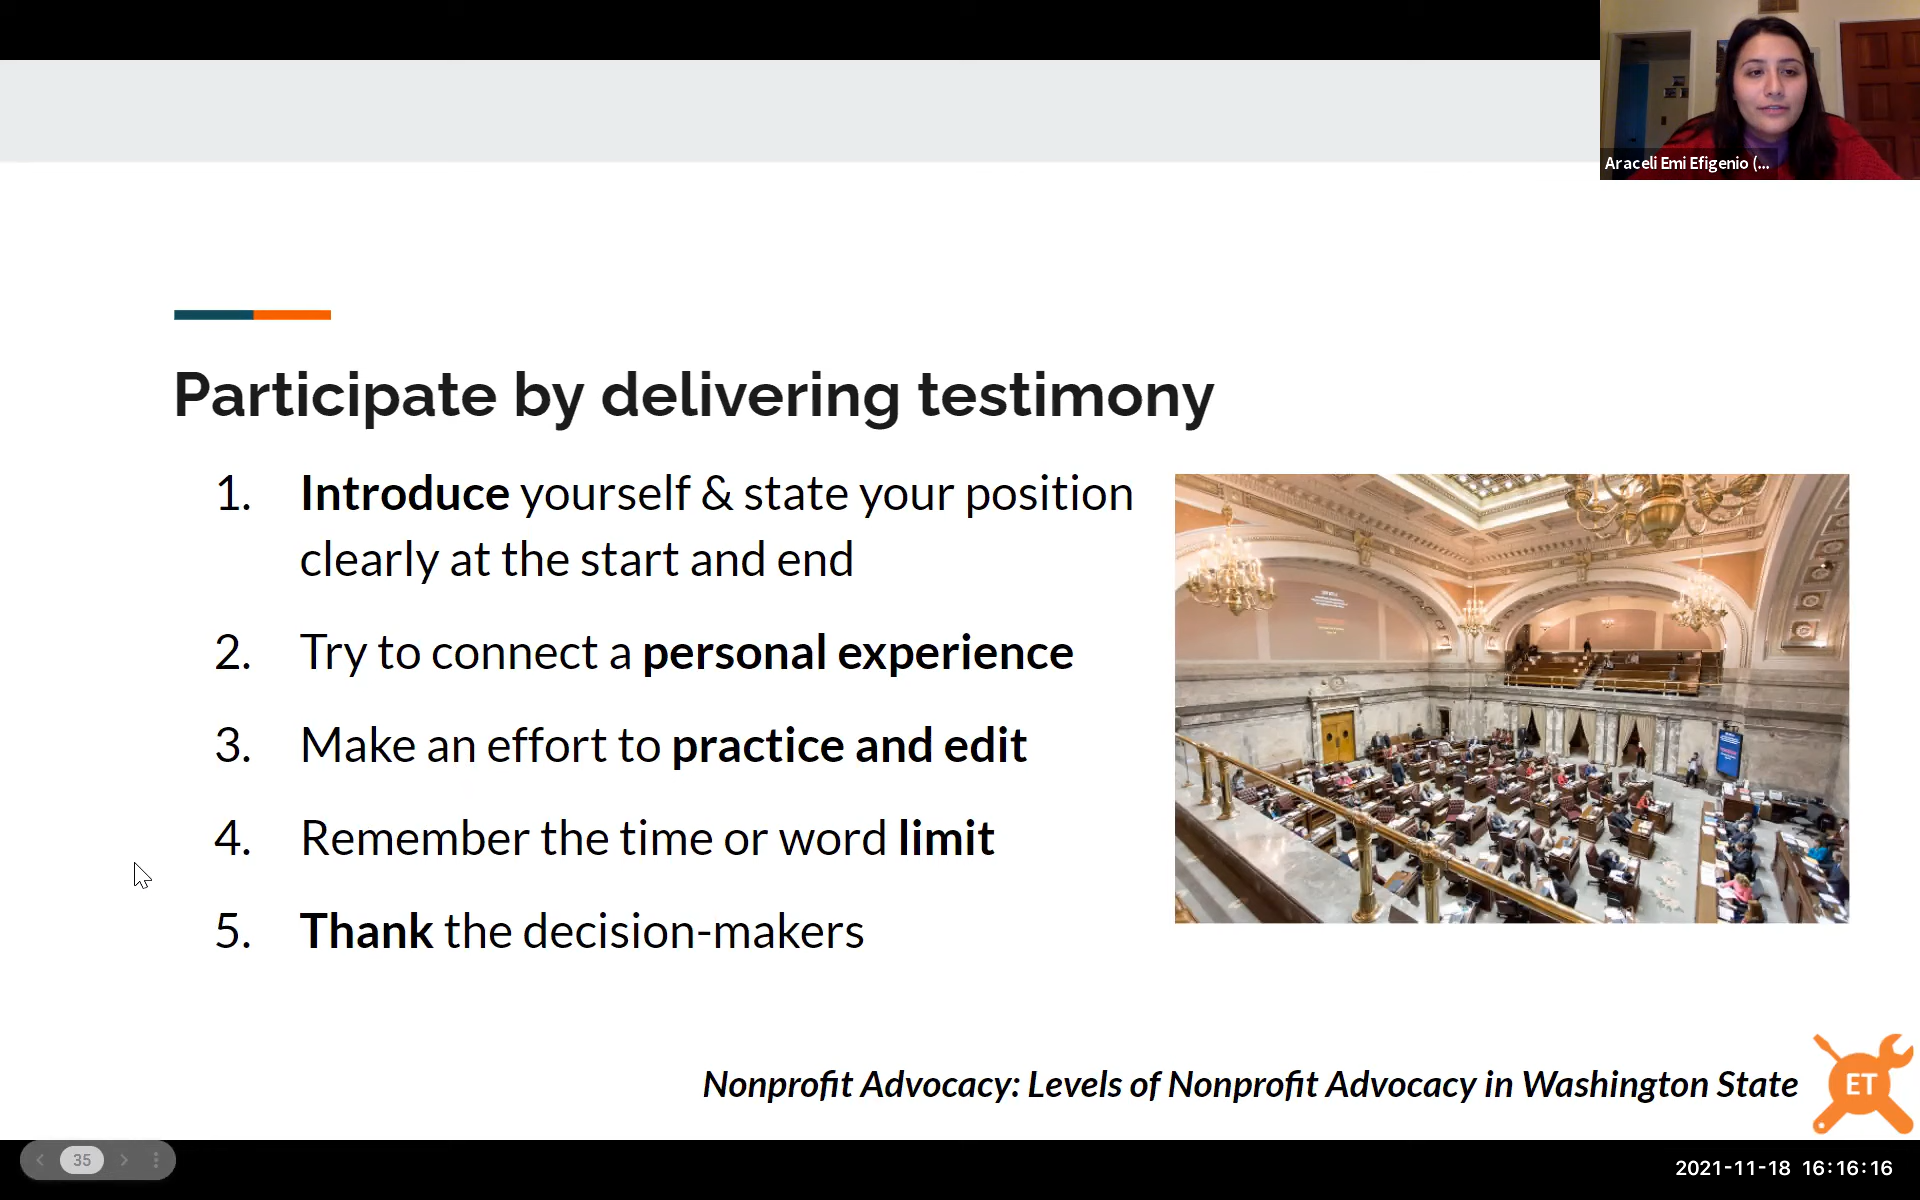 Araceli Emi Efigenio (...
Participate by delivering testimony
1. Introduce yourself & state your position
clearly at the start and end
2. Try to connect a personal experience
3. Make an effort to practice and edit
4. Remember the time or word limit
5. Thank the decision-makers
Nonprofit Advocacy: Levels of Nonprofit Advocacy in Washington State
ET
35
2021-11-18 16:16:16